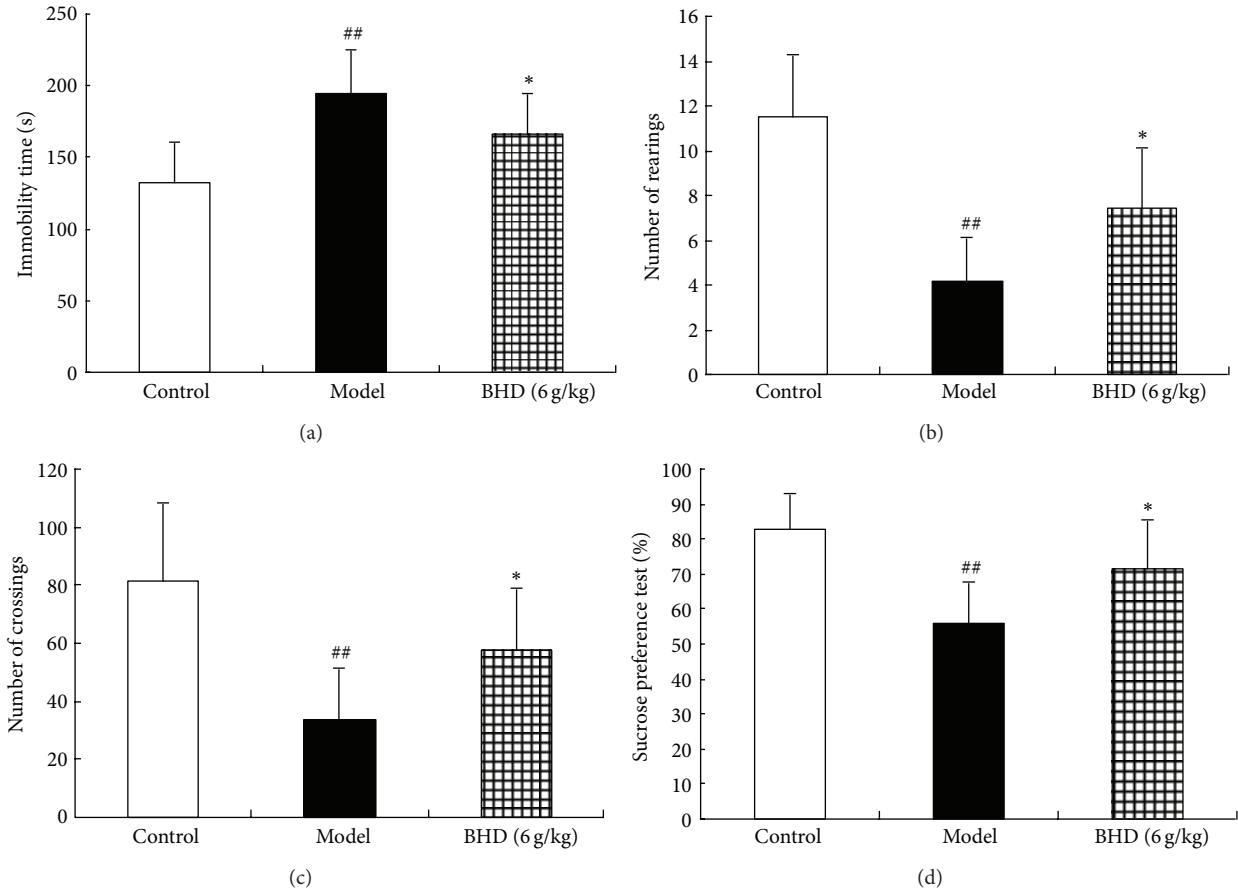 250
200
150
100
50
0
Immobility time (s)
##
*
Control
Model
BHD (6 g/kg)
(a)
16
14
12
10
8
6
4
2
0
Number of rearings
##
*
Control
Model
BHD (6 g/kg)
(b)
120
100
80
60
40
20
0
Number of crossings
##
*
Control
Model
BHD (6 g/kg)
(c)
100
90
80
70
60
50
40
30
20
10
0
Sucrose preference test (%)
##
*
Control
Model
BHD (6 g/kg)
(d)